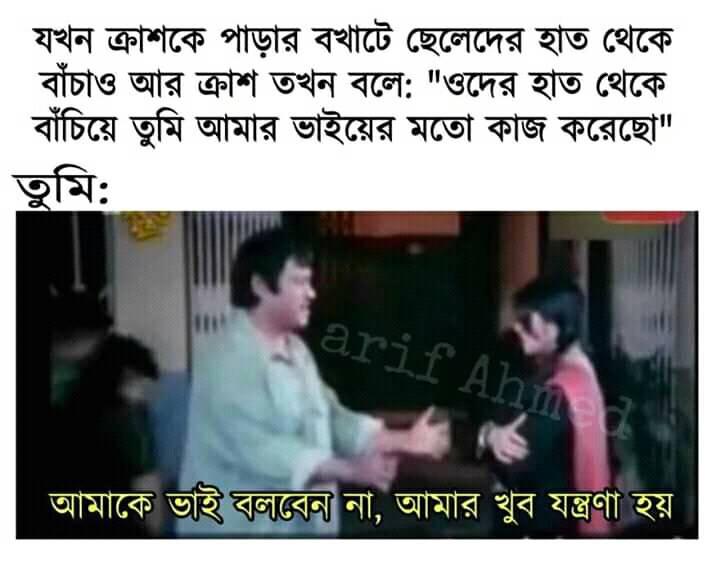 যখন ক্রাশকে পাড়ার বখাটে ছেলেদের হাত থেকে
বাঁচাও আর ক্রাশ তখন বলে: "ওদের হাত থেকে
বাঁচিয়ে তুমি আমার ভাইয়ের মতো কাজ করেছো"
তুমি:
arif Ahmed
আমাকে ভাই বলবেন না, আমার খুব যন্ত্রণা হয়